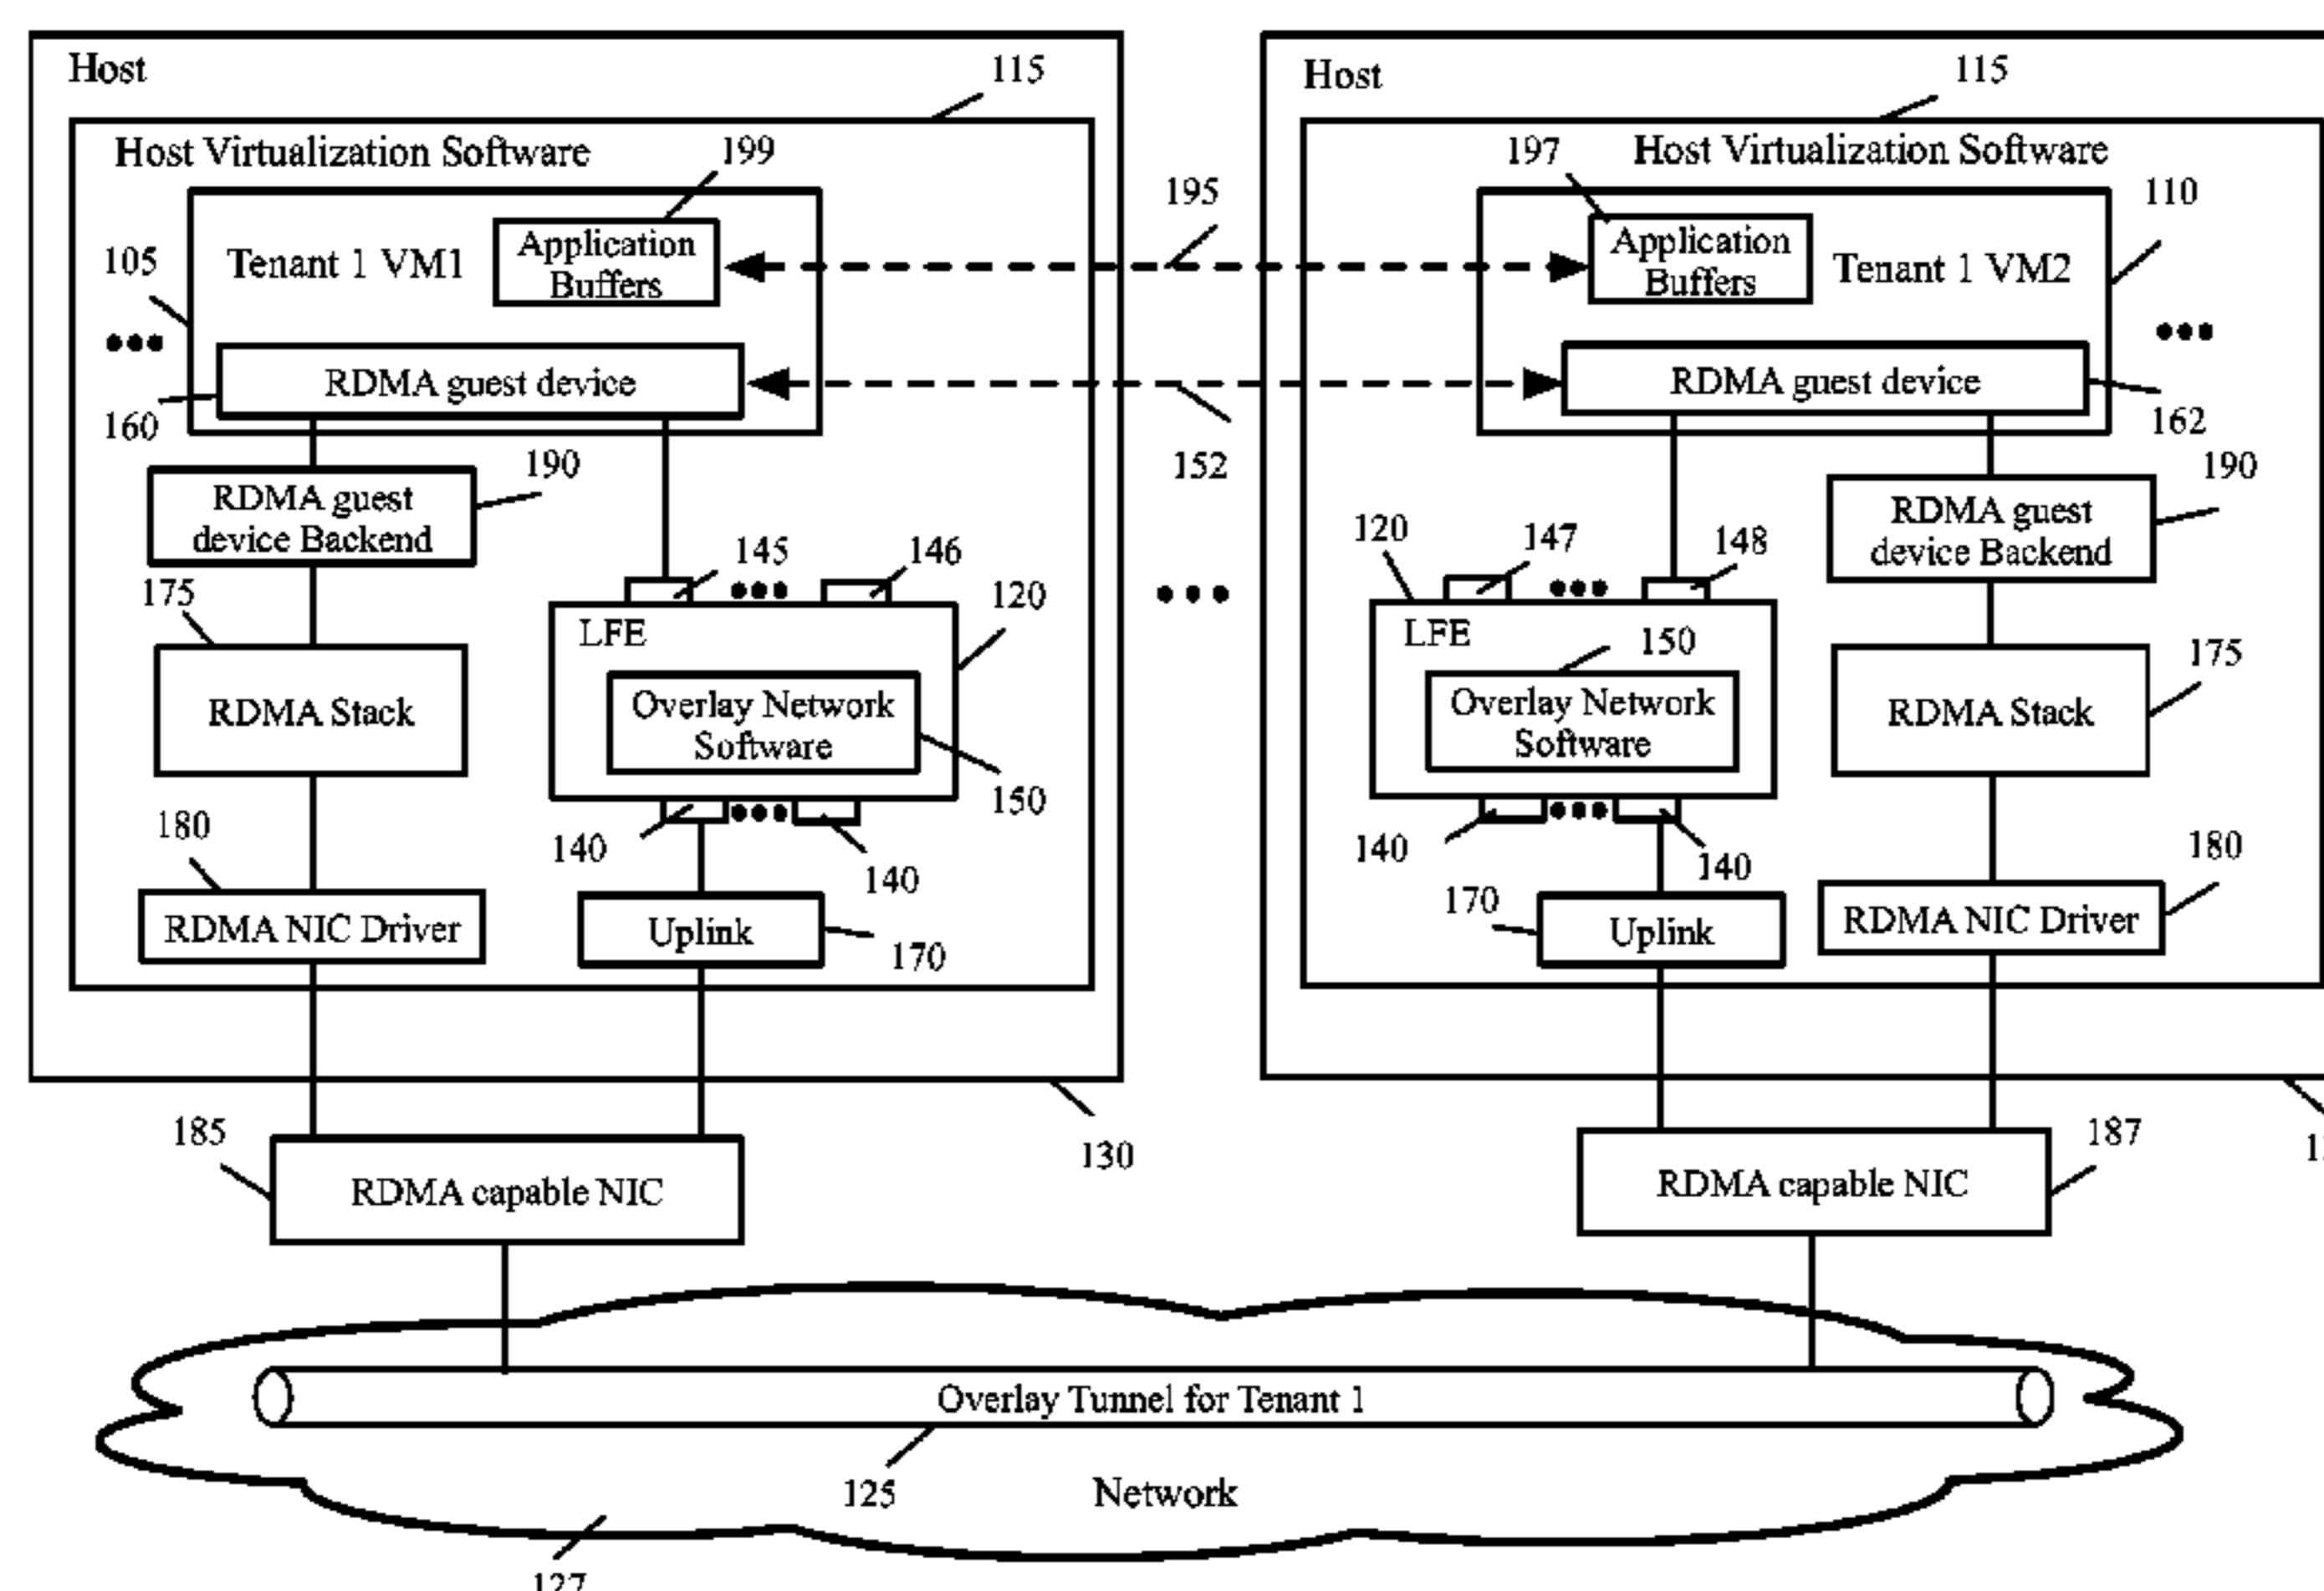 Host
115
Host Virtualization Software
199
105
Tenant 1 VM1
Application
Buffers
RDMA guest device
160
190
RDMA guest
device Backend
145
146
175
120
LFE
RDMA Stack
Overlay Network
Software
150
180
140
140
RDMA NIC Driver
Uplink
170
130
185
RDMA capable NIC
195
152
Host
115
197
Host Virtualization Software
110
Application
Buffers
Tenant 1 VM2
RDMA guest device
162
190
RDMA guest
device Backend
120
147
148
LFE
150
175
Overlay Network
Software
RDMA Stack
140
140
180
170
Uplink
RDMA NIC Driver
187
RDMA capable NIC
Overlay Tunnel for Tenant 1
125
Network
127